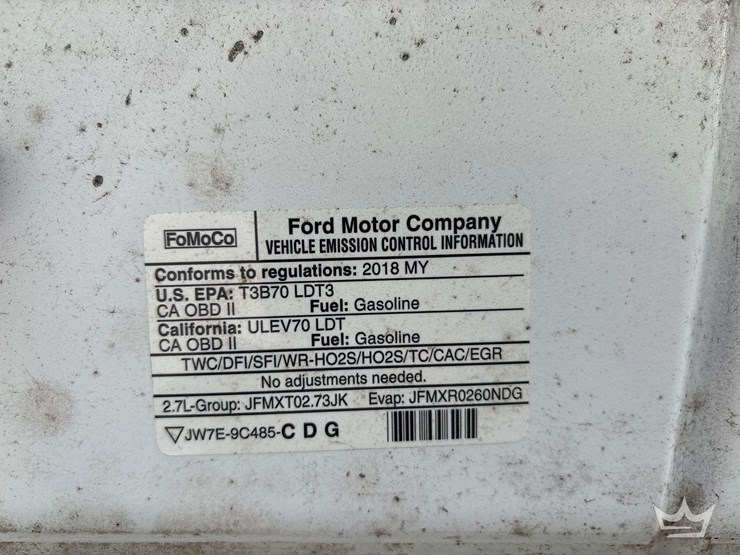 FoMoCo
Ford Motor Company
VEHICLE EMISSION CONTROL INFORMATION
Conforms to regulations: 2018 MY
U.S. EPA: T3B70 LDT3
CA OBD II Fuel: Gasoline
California: ULEV70 LDT
CA OBD II Fuel: Gasoline
TWC/DFI/SFI/WR-HO2S/HO2S/TC/CAC/EGR
No adjustments needed.
2.7L-Group: JFMXT02.73JK Evap: JFMXR0260NDG
JW7E-9C485-C D G